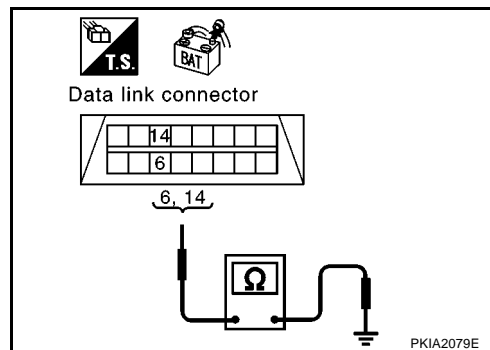 T.S.
BAT
Data link connector
14
6
6, 14
Ω
PKIA2079E